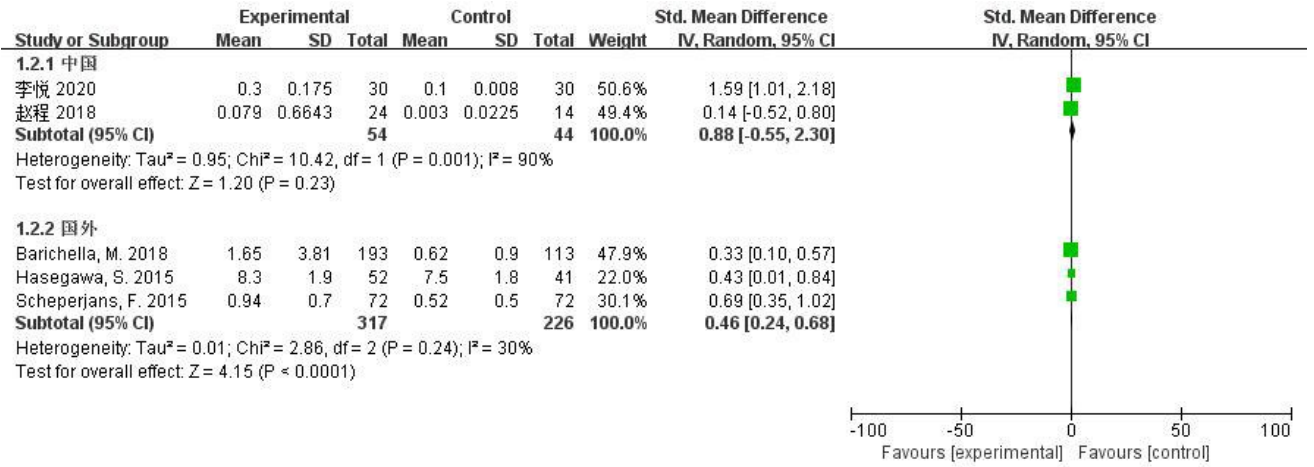 Experimental Control Std. Mean Difference Std. Mean Difference
Study or Subgroup Mean SD Total Mean SD Total Weight IV, Random, 95% CI IV, Random, 95% CI
1.2.1 中国
李悦 2020 0.3 0.175 30 0.1 0.008 30 50.6% 1.59 [1.01, 2.18]
赵程 2018 0.079 0.6643 24 0.003 0.0225 14 49.4% 0.14 [-0.52, 0.80]
Subtotal (95% CI) 54 44 100.0% 0.88 [-0.55, 2.30]
Heterogeneity: Tau² = 0.95; Chi² = 10.42, df = 1 (P = 0.001); I² = 90%
Test for overall effect: Z = 1.20 (P = 0.23)
1.2.2 国外
Barichella, M. 2018 1.65 3.81 193 0.62 0.9 113 47.9% 0.33 [0.10, 0.57]
Hasegawa, S. 2015 8.3 1.9 52 7.5 1.8 41 22.0% 0.43 [0.01, 0.84]
Scheperjans, F. 2015 0.94 0.7 72 0.52 0.5 72 30.1% 0.69 [0.35, 1.02]
Subtotal (95% CI) 317 226 100.0% 0.46 [0.24, 0.68]
Heterogeneity: Tau² = 0.01; Chi² = 2.86, df = 2 (P = 0.24); I² = 30%
Test for overall effect: Z = 4.15 (P < 0.0001)
-100 -50 0 50 100
Favours [experimental] Favours [control]